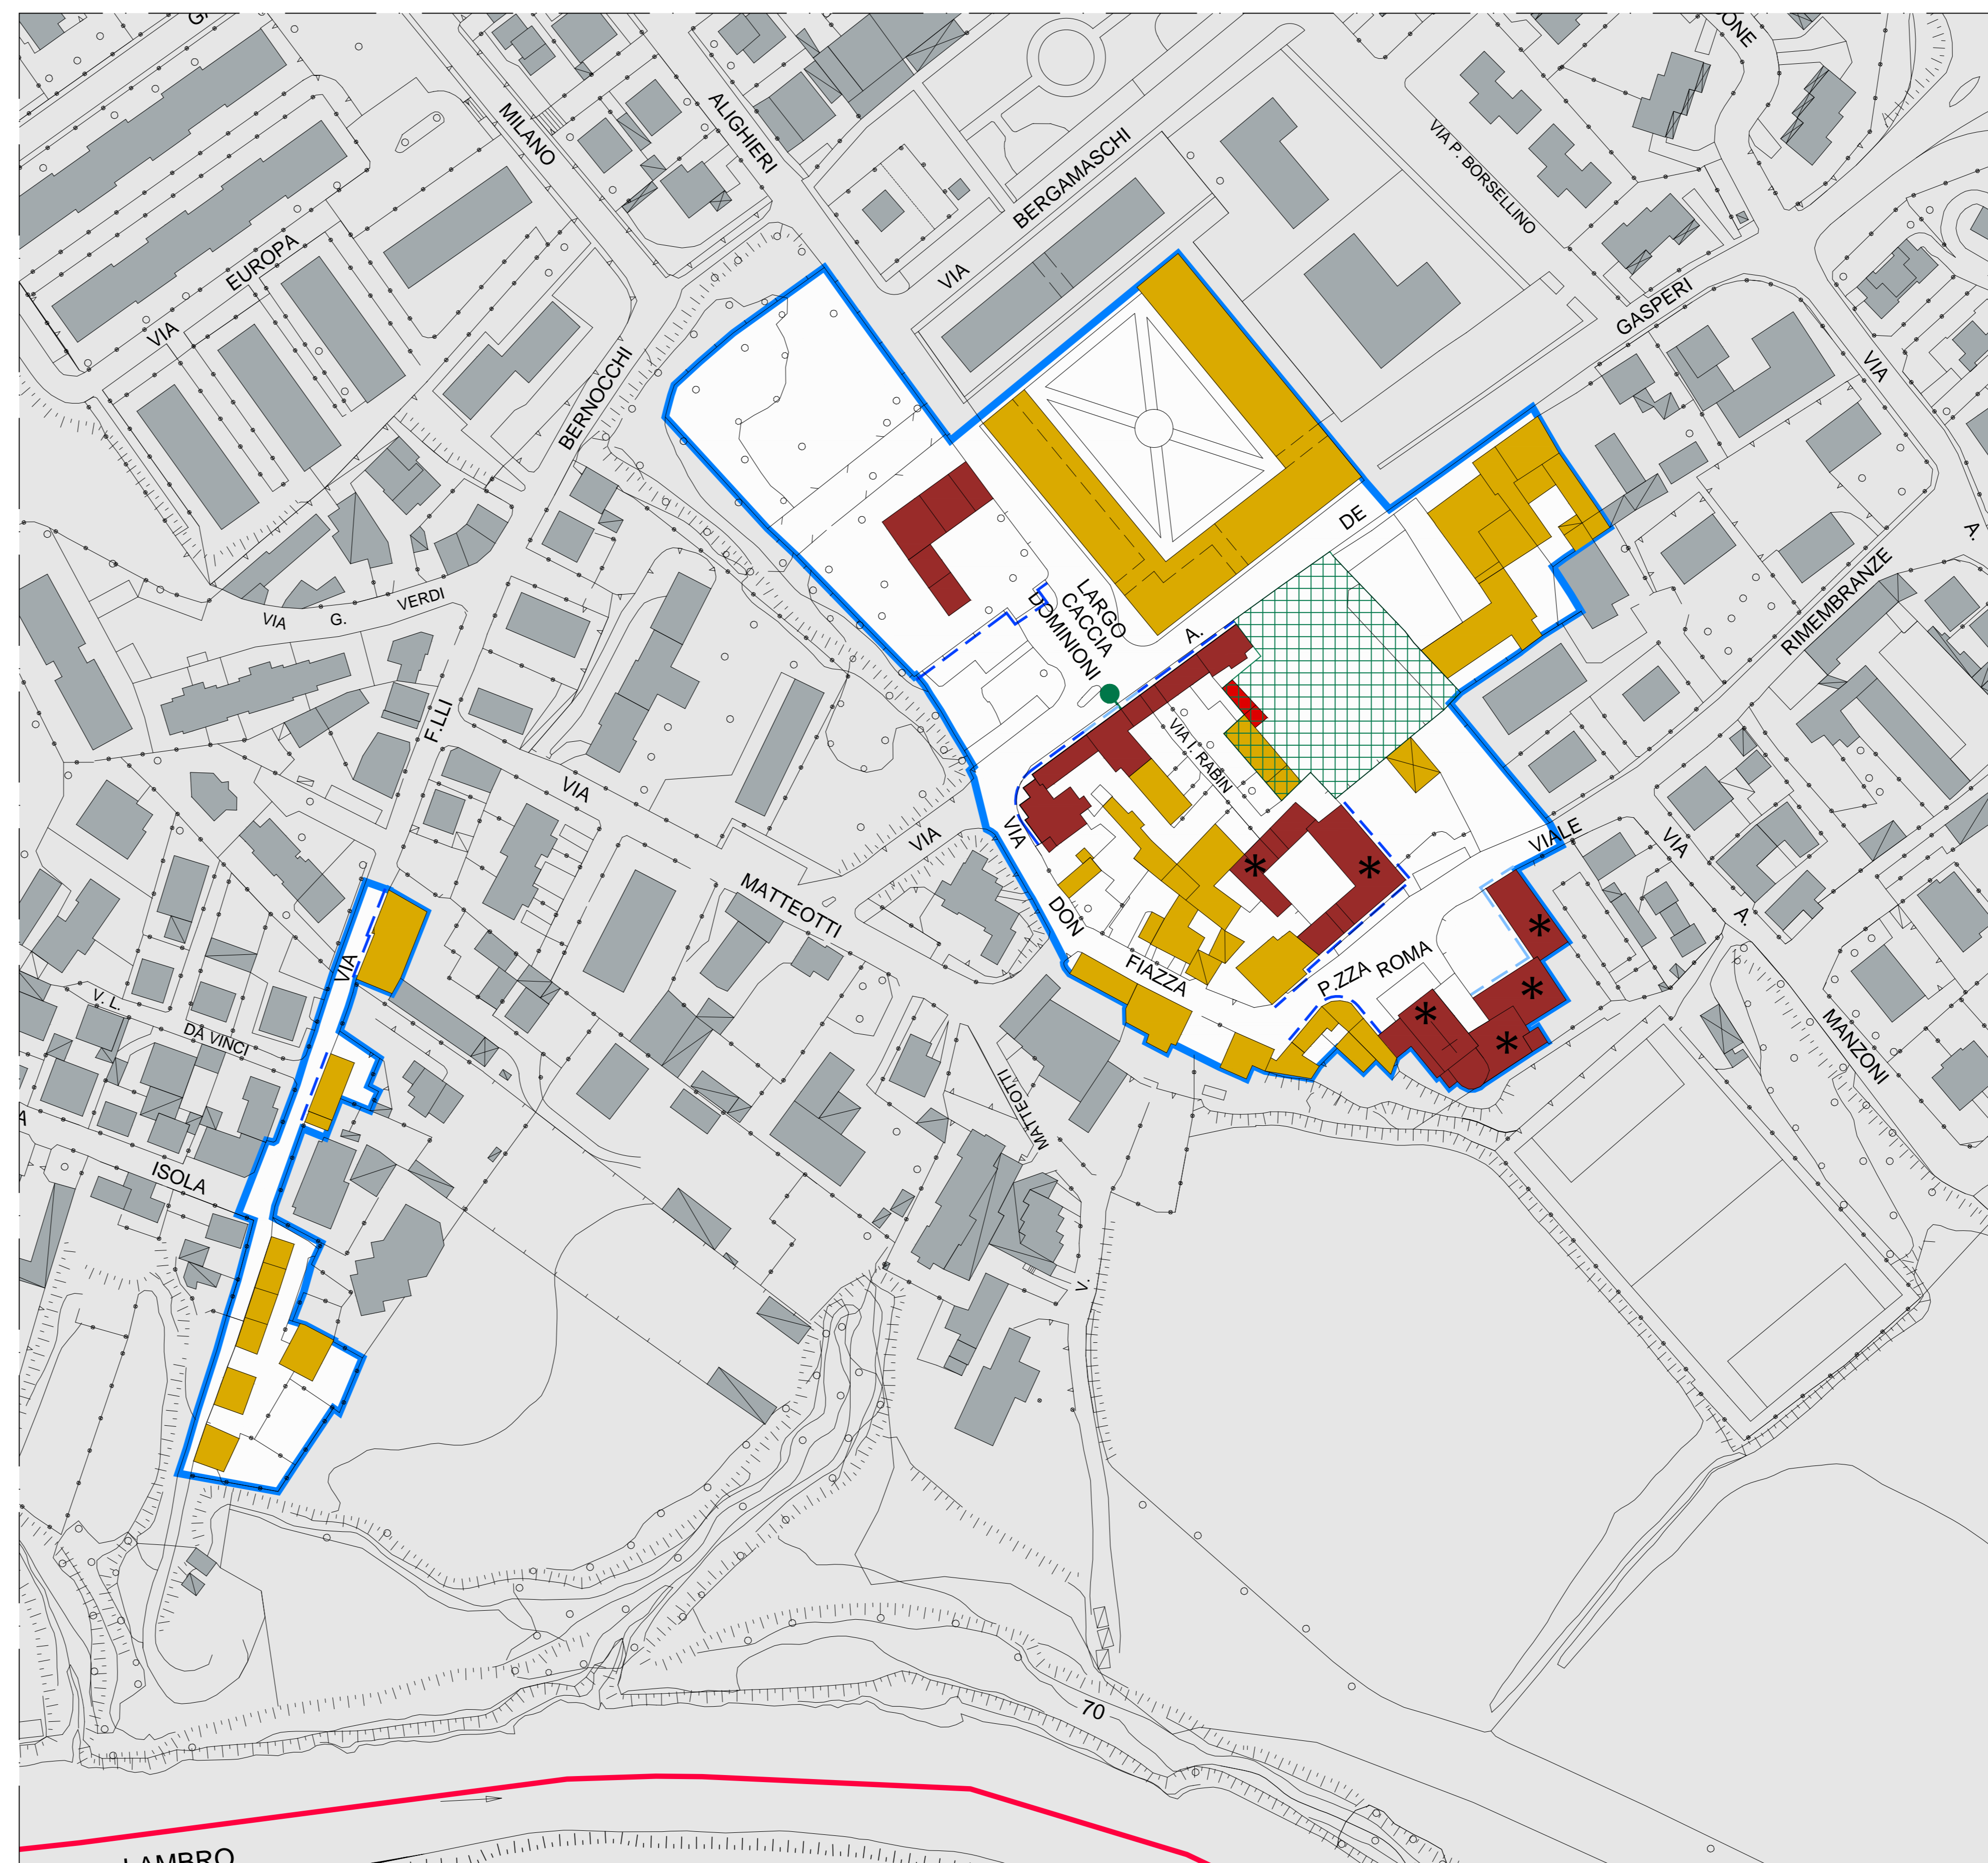 MILANO
ALIGHIERI
BERGAMASCHI
VIA
VIA P. BORSELLINO
EUROPA
VIA
GASPERI
VIA
BERNOCCHI
DE
A.
RIMEMBRANZE
LARGO
CACCIA
DOMINIONI
A.
VIA G.
VERDI
F.LLI
VIA I. RABIN
VIA
VIA
VIA
VIALE
VIA
MATTEOTTI
DON
A.
FIAZZA
P.ZZA ROMA
*
*
*
*
*
*
VIA
V. L.
DA VINCI
MANZONI
MATTEOTTI
V.
A
ISOLA
70
LAMBRO